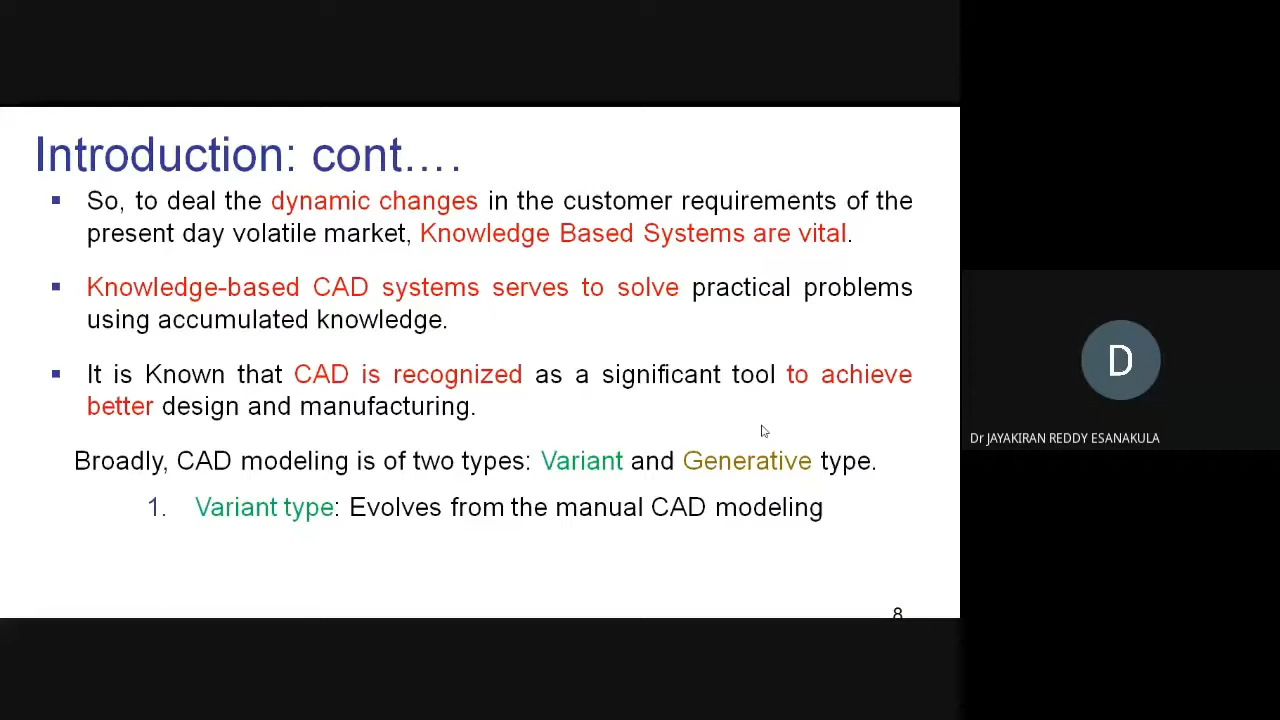 Introduction: cont….
▪ So, to deal the dynamic changes in the customer requirements of the
present day volatile market, Knowledge Based Systems are vital.
▪ Knowledge-based CAD systems serves to solve practical problems
using accumulated knowledge.
▪ It is Known that CAD is recognized as a significant tool to achieve
better design and manufacturing.
Broadly, CAD modeling is of two types: Variant and Generative type.
1. Variant type: Evolves from the manual CAD modeling
8
D
Dr JAYAKIRAN REDDY ESANAKULA